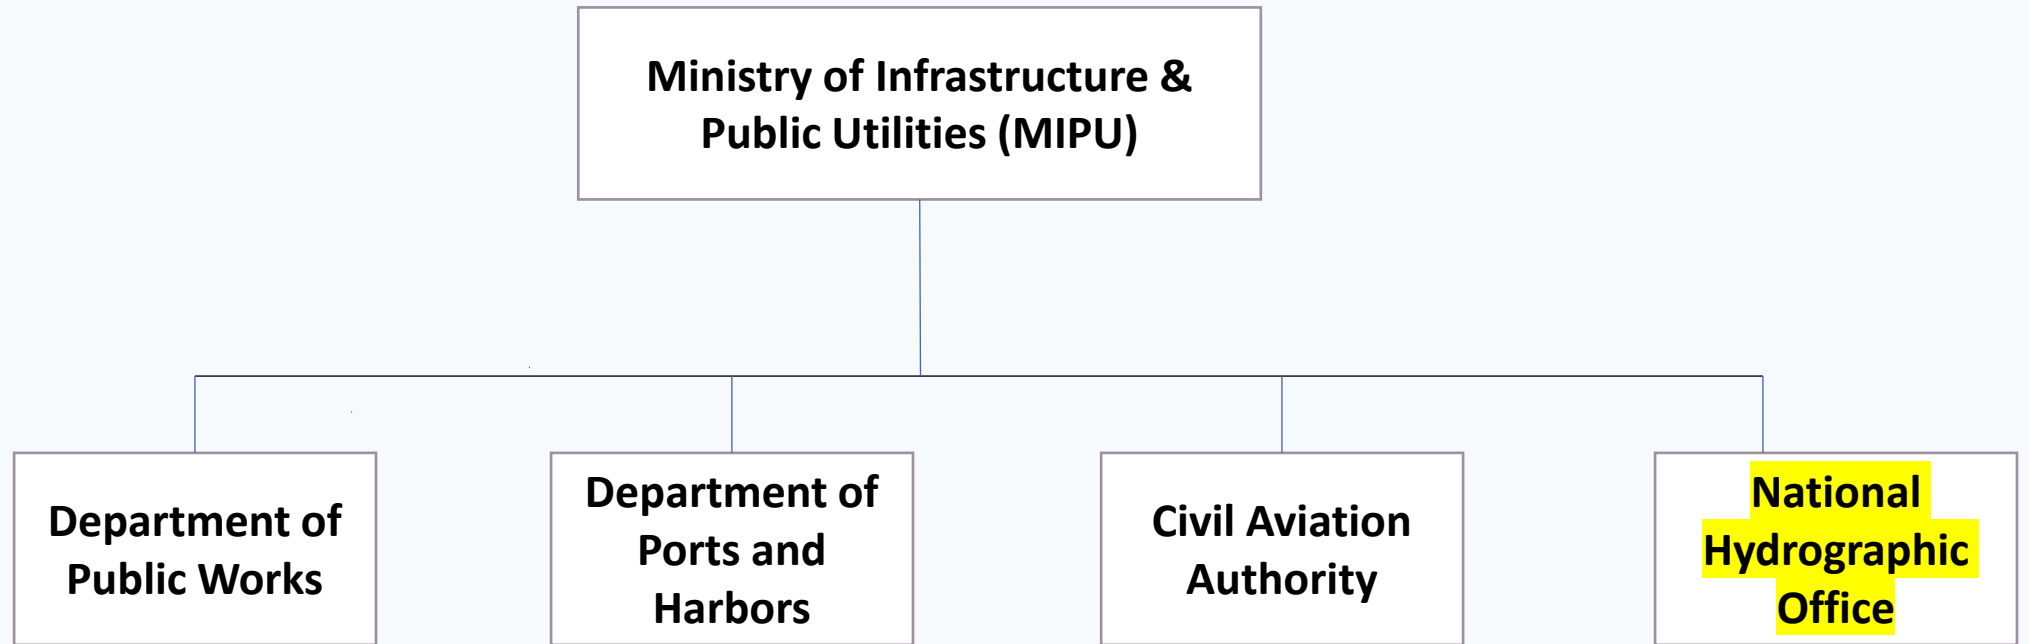 Ministry of Infrastructure &
Public Utilities (MIPU)
Department of
Public Works
Department of
Ports and
Harbors
Civil Aviation
Authority
National
Hydrographic
Office